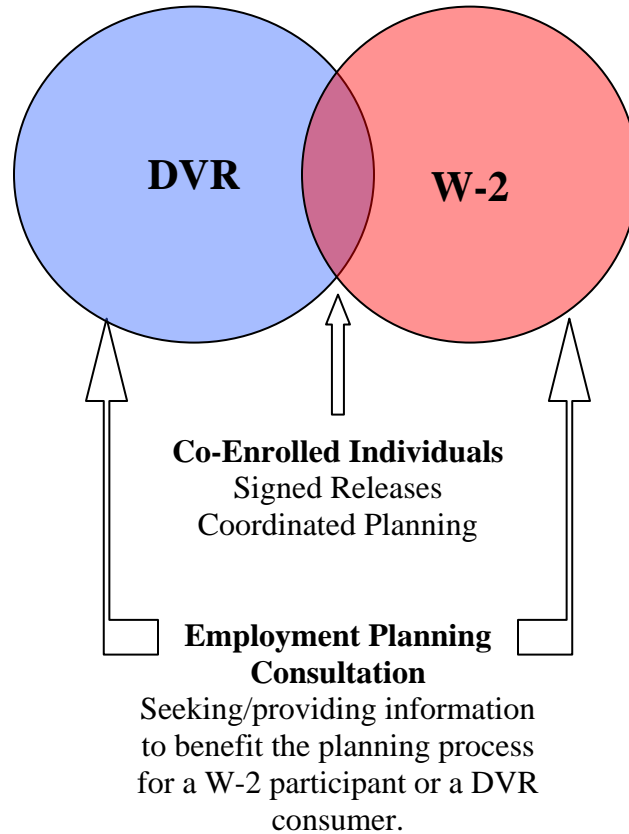 DVR
W-2
Co-Enrolled Individuals
Signed Releases
Coordinated Planning
Employment Planning
Consultation
Seeking/providing information
to benefit the planning process
for a W-2 participant or a DVR
consumer.